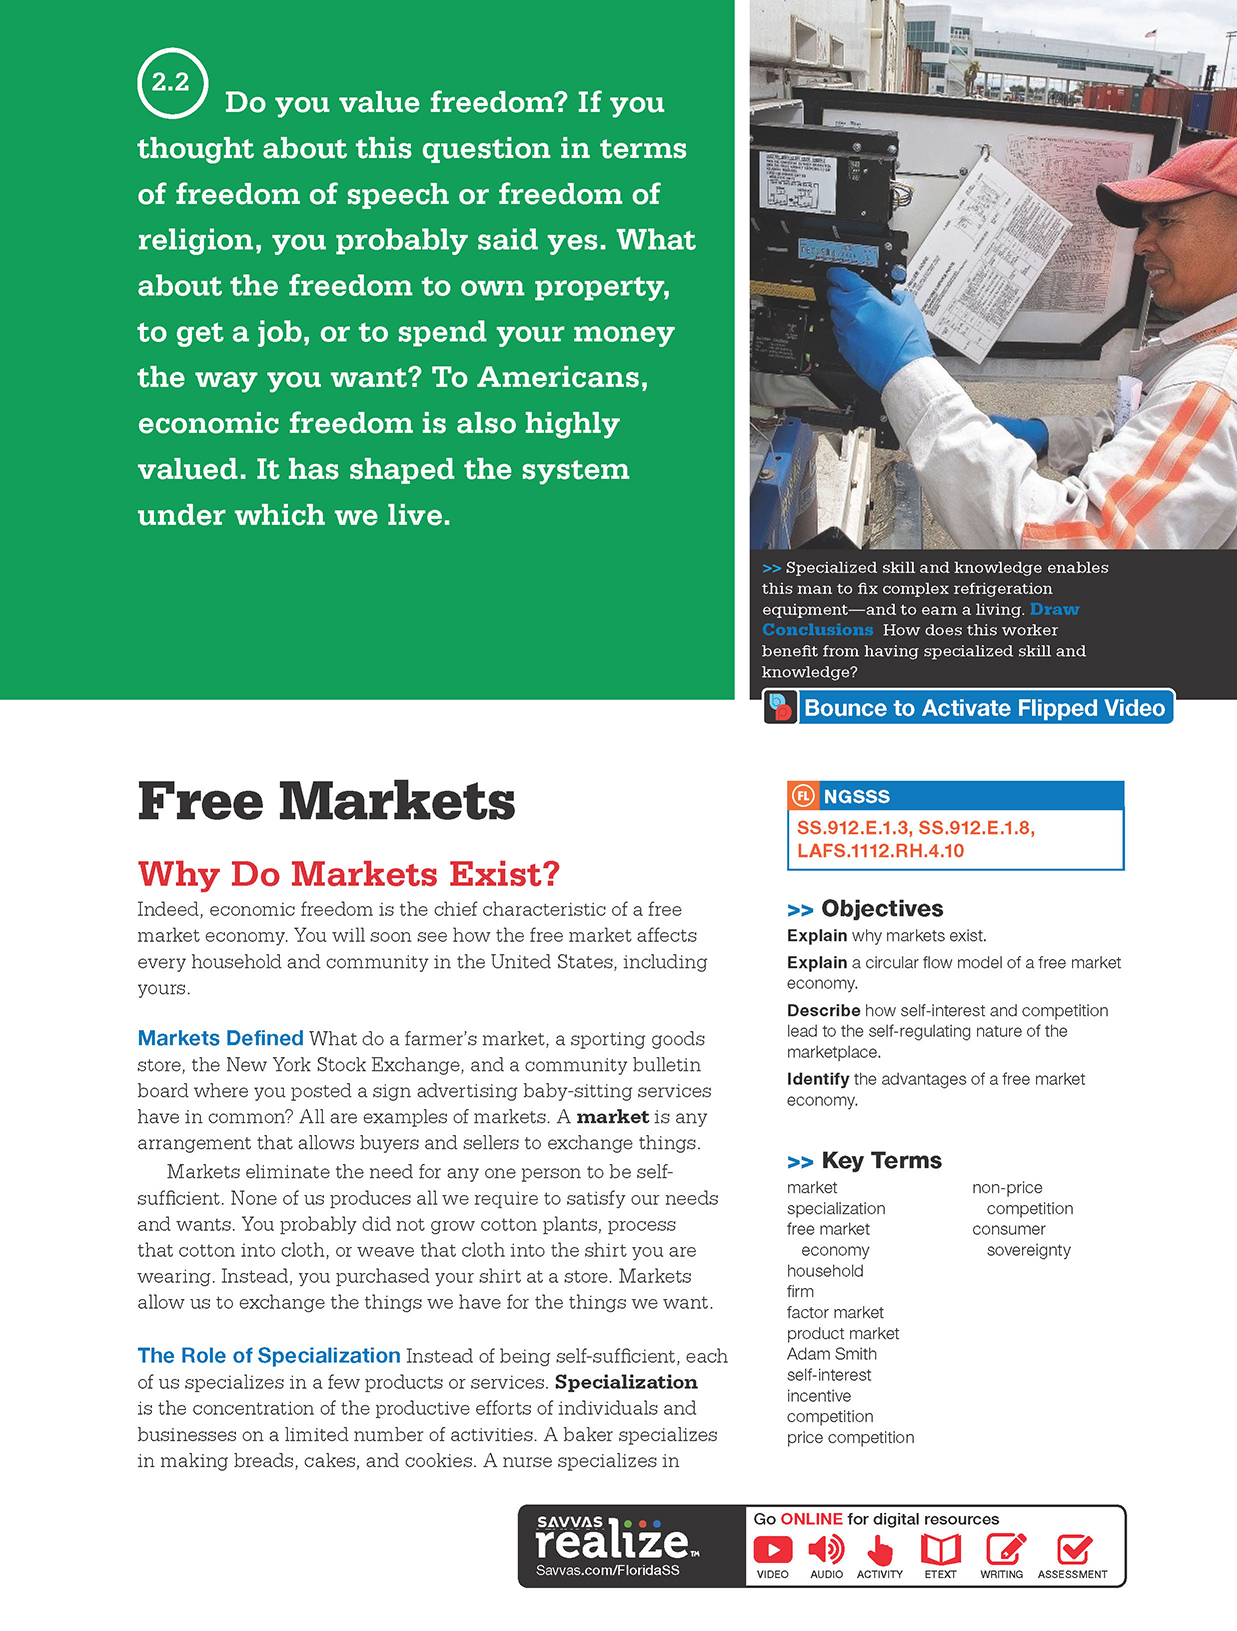 2.2
Do you value freedom? If you
thought about this question in terms
of freedom of speech or freedom of
religion, you probably said yes. What
about the freedom to own property,
to get a job, or to spend your money
the way you want? To Americans,
economic freedom is also highly
valued. It has shaped the system
under which we live.
>> Specialized skill and knowledge enables
this man to fix complex refrigeration
equipment—and to earn a living. Draw
Conclusions How does this worker
benefit from having specialized skill and
knowledge?
Bounce to Activate Flipped Video
Free Markets
Why Do Markets Exist?
Indeed, economic freedom is the chief characteristic of a free
market economy. You will soon see how the free market affects
every household and community in the United States, including
yours.
Markets Defined What do a farmer's market, a sporting goods
store, the New York Stock Exchange, and a community bulletin
board where you posted a sign advertising baby-sitting services
have in common? All are examples of markets. A market is any
arrangement that allows buyers and sellers to exchange things.
Markets eliminate the need for any one person to be self-
sufficient. None of us produces all we require to satisfy our needs
and wants. You probably did not grow cotton plants, process
that cotton into cloth, or weave that cloth into the shirt you are
wearing. Instead, you purchased your shirt at a store. Markets
allow us to exchange the things we have for the things we want.
The Role of Specialization Instead of being self-sufficient, each
of us specializes in a few products or services. Specialization
is the concentration of the productive efforts of individuals and
businesses on a limited number of activities. A baker specializes
in making breads, cakes, and cookies. A nurse specializes in
FL NGSSS
SS.912.E.1.3, SS.912.E.1.8,
LAFS.1112.RH.4.10
>> Objectives
Explain why markets exist.
Explain a circular flow model of a free market
economy.
Describe how self-interest and competition
lead to the self-regulating nature of the
marketplace.
Identify the advantages of a free market
economy.
>> Key Terms
market
specialization
free market
economy
household
firm
factor market
product market
Adam Smith
self-interest
incentive
competition
price competition
non-price
competition
consumer
sovereignty
SAVVAS
realize™
Savvas.com/FloridaSS
Go ONLINE for digital resources
VIDEO AUDIO ACTIVITY ETEXT WRITING ASSESSMENT